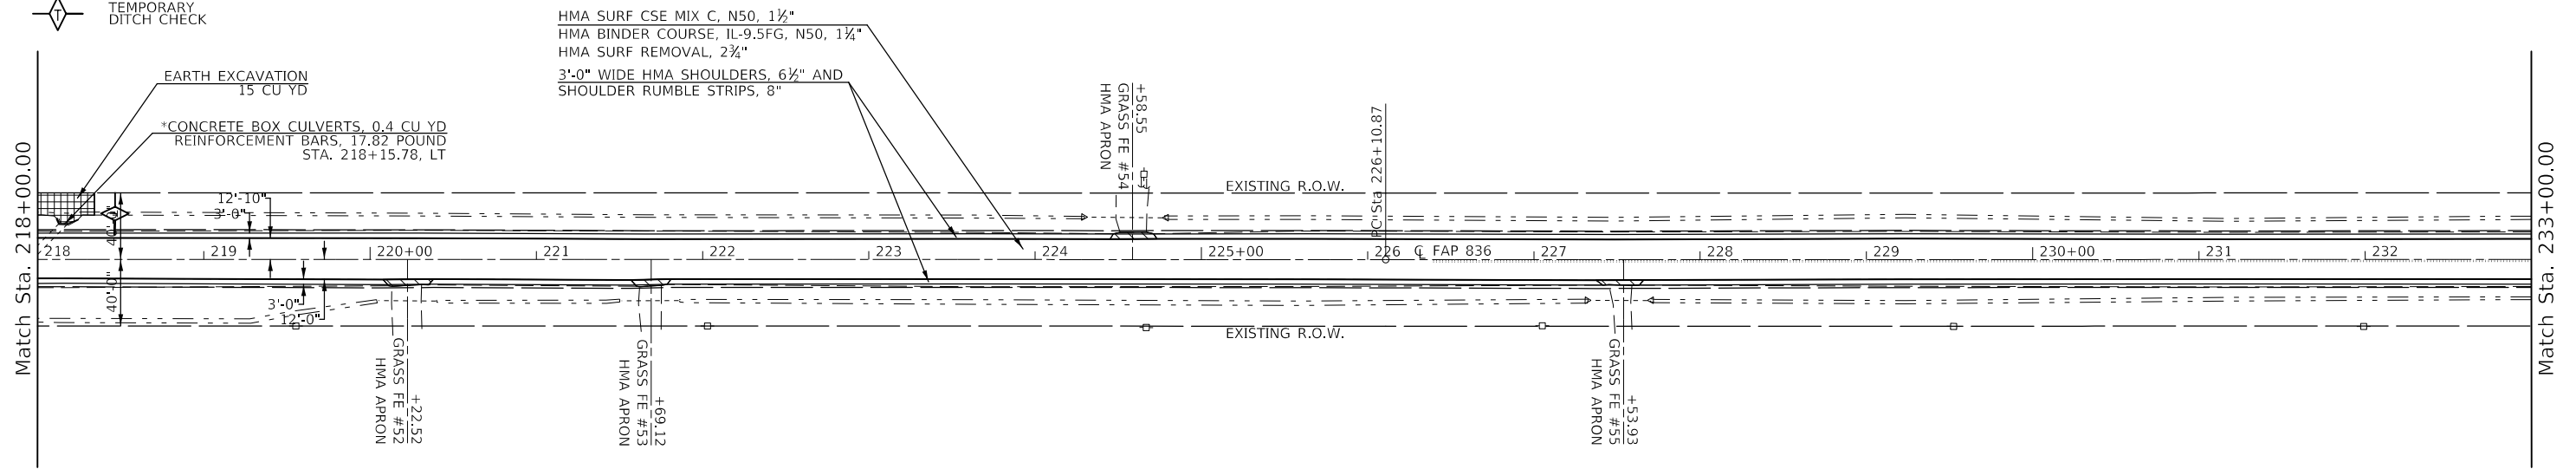 T
TEMPORARY
DITCH CHECK
EARTH EXCAVATION
15 CU YD
*CONCRETE BOX CULVERTS, 0.4 CU YD
REINFORCEMENT BARS, 17.82 POUND
STA. 218+15.78, LT
HMA SURF CSE MIX C, N50, 1½"
HMA BINDER COURSE, IL-9.5FG, N50, 1¼"
HMA SURF REMOVAL, 2¾"
3'-0" WIDE HMA SHOULDERS, 6½" AND
SHOULDER RUMBLE STRIPS, 8"
+58.55
GRASS FE #54
HMA APRON
PC Sta 226+10.87
Match Sta. 218+00.00
EXISTING R.O.W.
12'-10"
3'-0"
218
219
220+00
221
222
223
224
225+00
226
℄ FAP 836
227
228
229
230+00
231
232
40'-0"
3'-0"
12'-0"
EXISTING R.O.W.
+22.52
GRASS FE #52
HMA APRON
+69.12
GRASS FE #53
HMA APRON
+53.93
GRASS FE #55
HMA APRON
Match Sta. 233+00.00